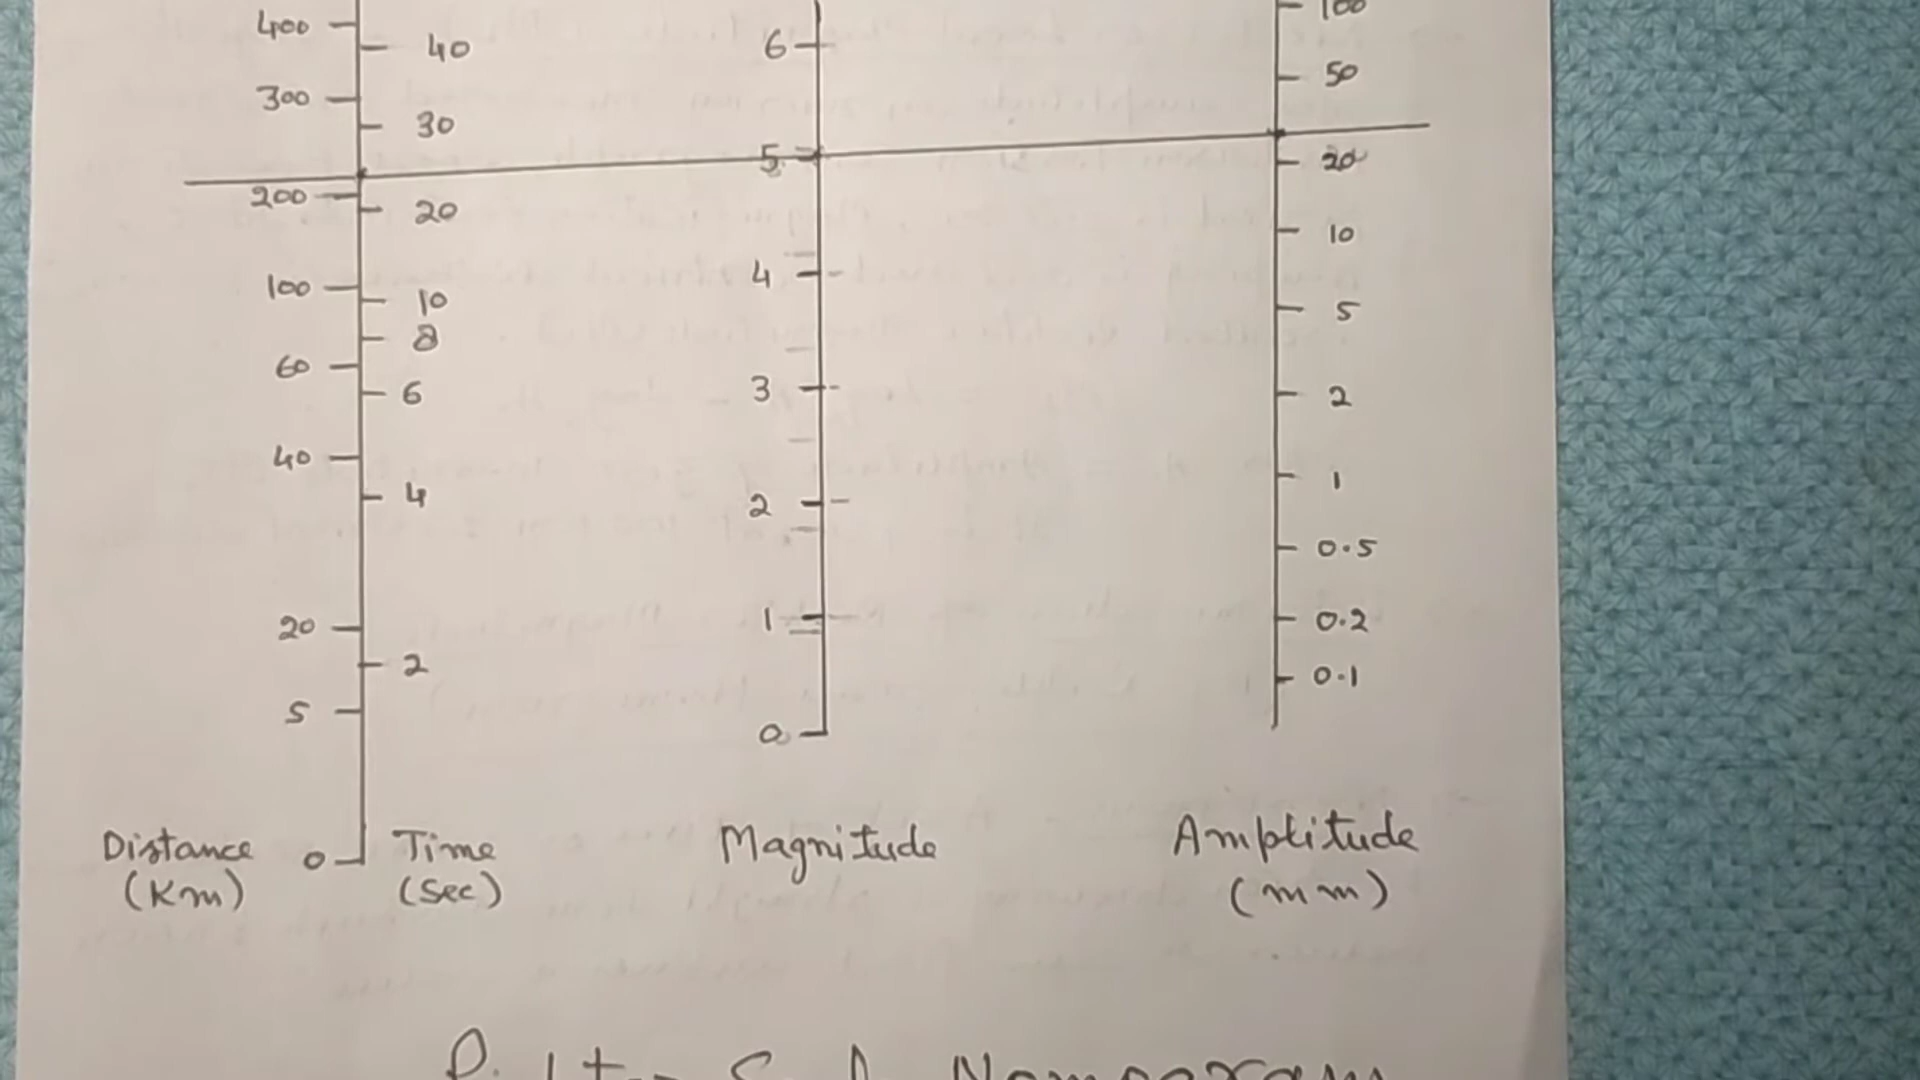 400 40 6 100
300 30 50
5 20
200 20 10
100 10 4 5
8
60 6 3 2
40 4 2 1
0.5
20 1 0.2
2 0.1
5 0
Distance 0 Time Magnitude Amplitude
(Km) (Sec) (mm)
Nomogram